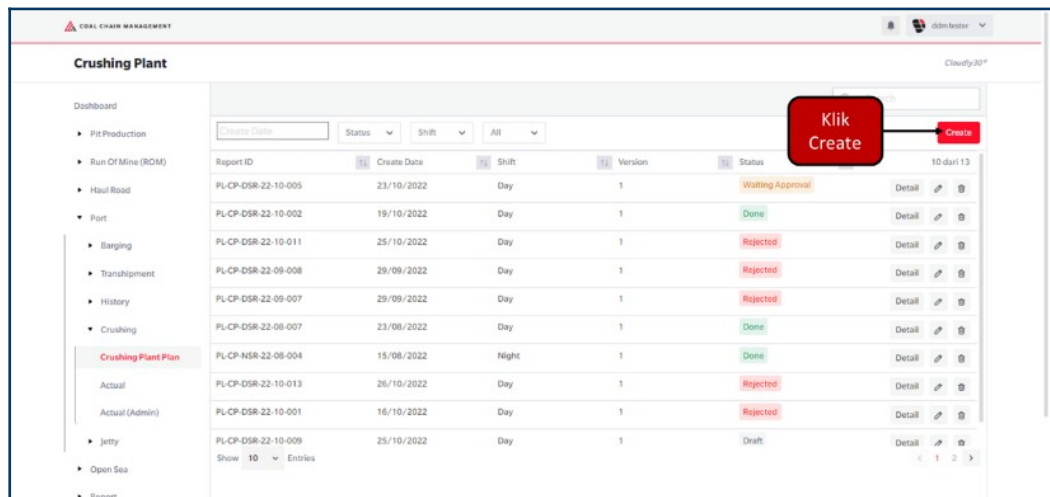 COAL CHAIN MANAGEMENT
ddm tester
Crushing Plant
Cloudly30°
Dashboard
Pit Production
Run Of Mine (ROM)
Haul Road
Port
Barging
Transhipment
History
Crushing
Crushing Plant Plan
Actual
Actual (Admin)
Jetty
Open Sea
Report
Create Date
Status
Shift
All
Klik
Create
Create
Report ID Create Date Shift Version Status 10 dari 13
PL-CP-DSR-22-10-005 23/10/2022 Day 1 Waiting Approval Detail
PL-CP-DSR-22-10-002 19/10/2022 Day 1 Done Detail
PL-CP-DSR-22-10-011 25/10/2022 Day 1 Rejected Detail
PL-CP-DSR-22-09-008 29/09/2022 Day 1 Rejected Detail
PL-CP-DSR-22-09-007 29/09/2022 Day 1 Rejected Detail
PL-CP-DSR-22-08-007 23/08/2022 Day 1 Done Detail
PL-CP-NSR-22-08-004 15/08/2022 Night 1 Done Detail
PL-CP-DSR-22-10-013 26/10/2022 Day 1 Rejected Detail
PL-CP-DSR-22-10-001 16/10/2022 Day 1 Rejected Detail
PL-CP-DSR-22-10-009 25/10/2022 Day 1 Draft Detail
Show 10 Entries
< 1 2 >